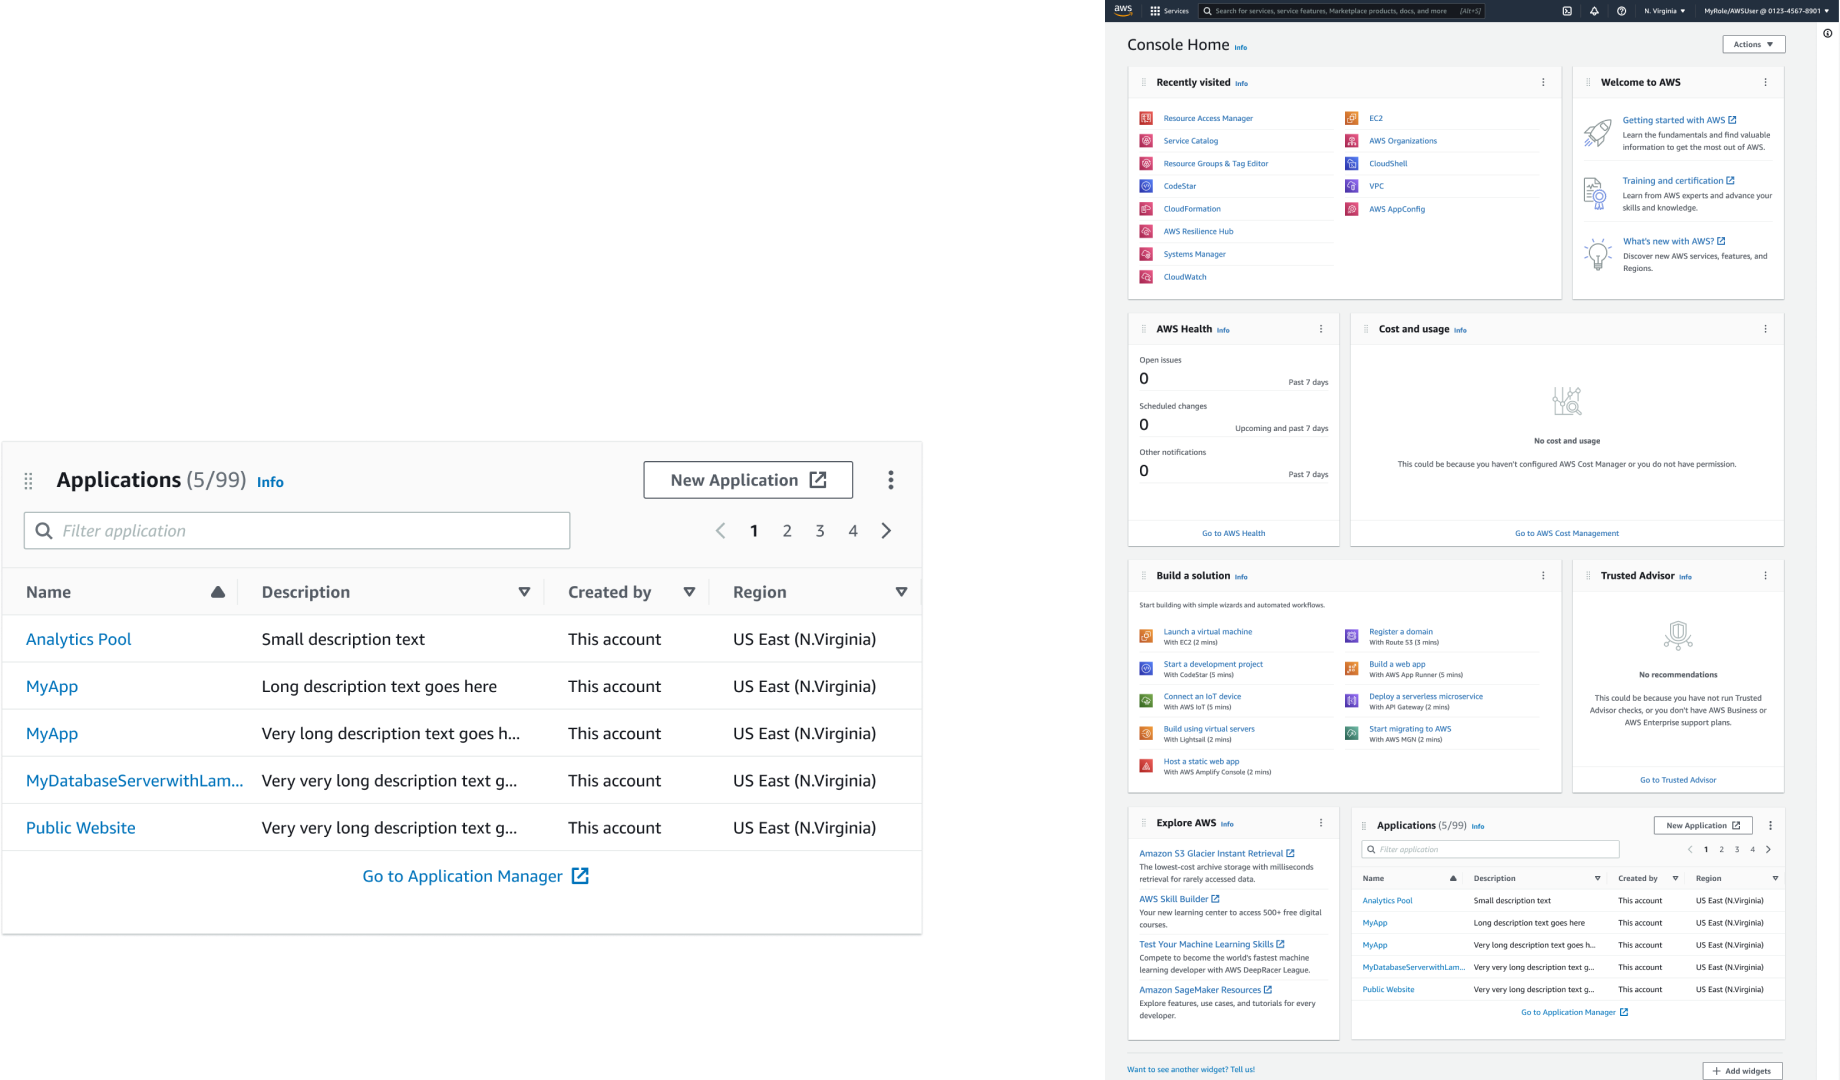 Applications (5/99) Info
New Application
Filter application
1 2 3 4
Name Description Created by Region
Analytics Pool Small description text This account US East (N.Virginia)
MyApp Long description text goes here This account US East (N.Virginia)
MyApp Very long description text goes h... This account US East (N.Virginia)
MyDatabaseServerwithLam... Very very long description text g... This account US East (N.Virginia)
Public Website Very very long description text g... This account US East (N.Virginia)
Go to Application Manager
aws Services Search for services, service features, Marketplace products, docs, and more [Alt+S] N. Virginia MyRole/AWSUser @ 0123-4567-8901
Console Home Info
Actions
Recently visited Info
Resource Access Manager
Service Catalog
Resource Groups & Tag Editor
CodeStar
CloudFormation
AWS Resilience Hub
Systems Manager
CloudWatch
EC2
AWS Organizations
CloudShell
VPC
AWS AppConfig
Welcome to AWS
Getting started with AWS
Learn the fundamentals and find valuable
information to get the most out of AWS.
Training and certification
Learn from AWS experts and advance your
skills and knowledge.
What's new with AWS?
Discover new AWS services, features, and
Regions.
AWS Health Info
Open issues
0 Past 7 days
Scheduled changes
0 Upcoming and past 7 days
Other notifications
0 Past 7 days
Go to AWS Health
Cost and usage Info
No cost and usage
This could be because you haven't configured AWS Cost Manager or you do not have permission.
Go to AWS Cost Management
Build a solution Info
Start building with simple wizards and automated workflows.
Launch a virtual machine
With EC2 (2 mins)
Start a development project
With CodeStar (5 mins)
Connect an IoT device
With AWS IoT (5 mins)
Build using virtual servers
With Lightsail (2 mins)
Host a static web app
With AWS Amplify Console (2 mins)
Register a domain
With Route 53 (3 mins)
Build a web app
With AWS App Runner (5 mins)
Deploy a serverless microservice
With API Gateway (2 mins)
Start migrating to AWS
With AWS MGN (2 mins)
Trusted Advisor Info
No recommendations
This could be because you have not run Trusted
Advisor checks, or you don't have AWS Business or
AWS Enterprise support plans.
Go to Trusted Advisor
Explore AWS Info
Amazon S3 Glacier Instant Retrieval
The lowest-cost archive storage with milliseconds
retrieval for rarely accessed data.
AWS Skill Builder
Your new learning center to access 500+ free digital
courses.
Test Your Machine Learning Skills
Compete to become the world's fastest machine
learning developer with AWS DeepRacer League.
Amazon SageMaker Resources
Explore features, use cases, and tutorials for every
developer.
Applications (5/99) Info
New Application
Filter application
1 2 3 4
Name Description Created by Region
Analytics Pool Small description text This account US East (N.Virginia)
MyApp Long description text goes here This account US East (N.Virginia)
MyApp Very long description text goes h... This account US East (N.Virginia)
MyDatabaseServerwithLam... Very very long description text g... This account US East (N.Virginia)
Public Website Very very long description text g... This account US East (N.Virginia)
Go to Application Manager
Want to see another widget? Tell us!
Add widgets